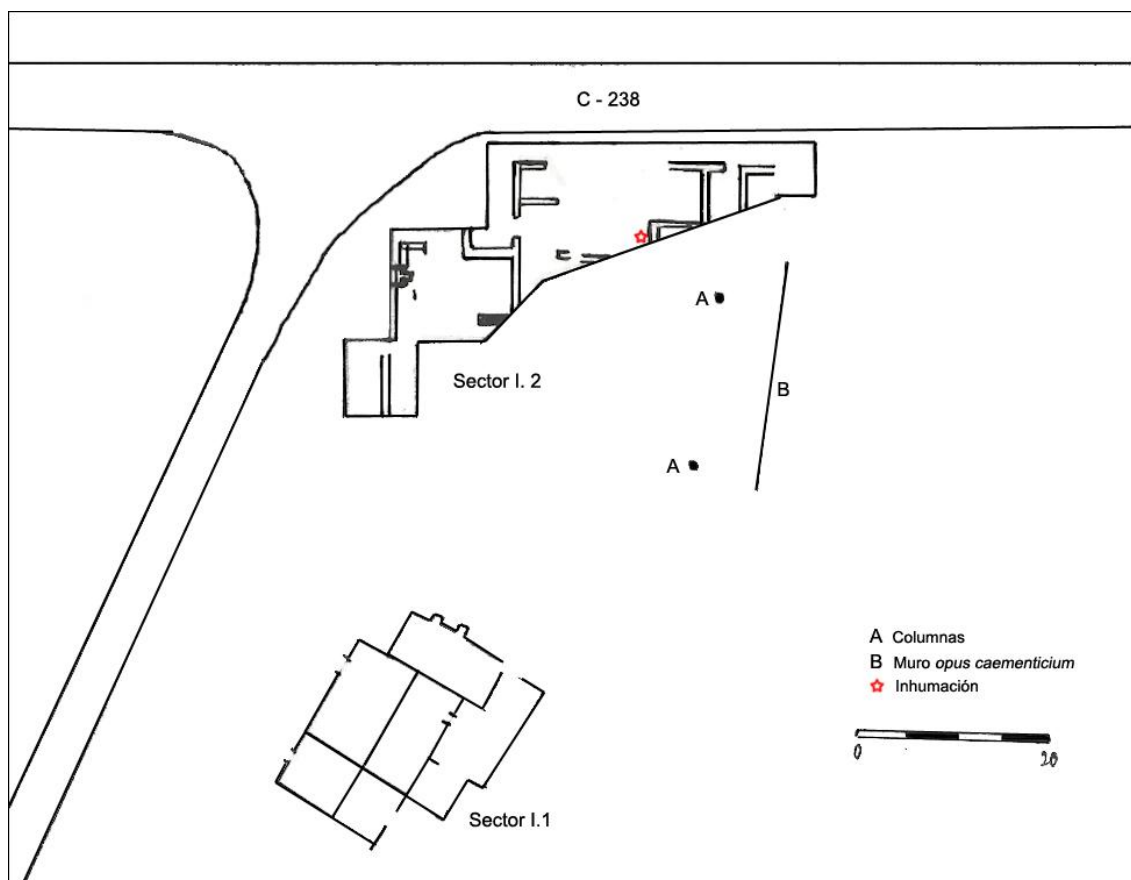 C - 238
A
B
A
Sector I. 2
A Columnas
B Muro opus caementicium
Inhumación
0 20
Sector I.1